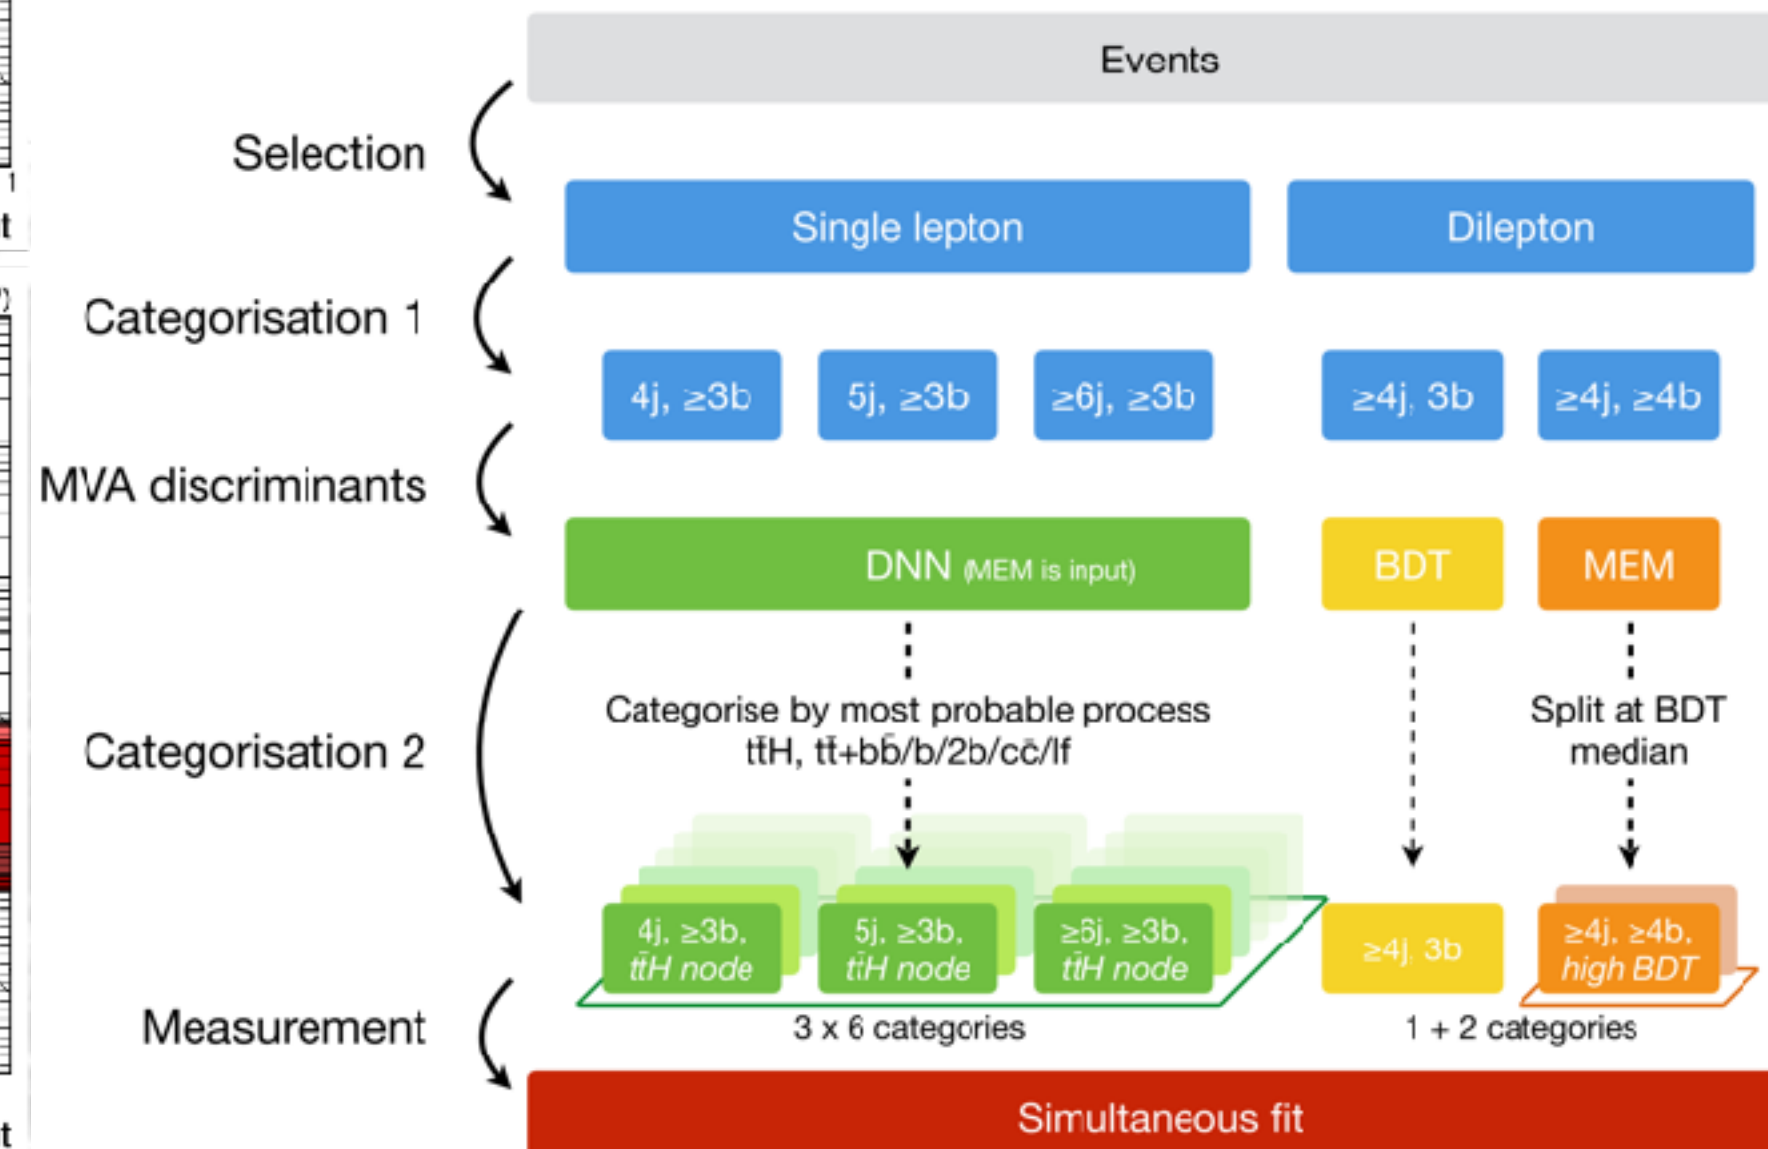 Events
Selection
Single lepton
Dilepton
Categorisation 1
4j, ≥3b
5j, ≥3b
≥6j, ≥3b
≥4j, 3b
≥4j, ≥4b
MVA discriminants
DNN (MEM is input)
BDT
MEM
Categorise by most probable process
tt̄H, tt̄+bb̄/b/2b/cc̄/lf
Split at BDT
median
Categorisation 2
4j, ≥3b,
tt̄H node
5j, ≥3b,
tt̄H node
≥6j, ≥3b,
tt̄H node
≥4j, 3b
≥4j, ≥4b,
high BDT
Measurement
3 x 6 categories
1 + 2 categories
Simultaneous fit
1
t
t